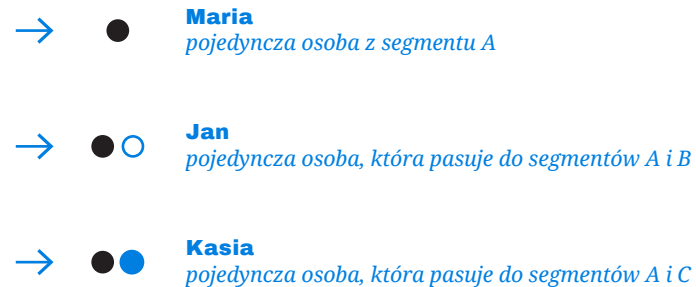 Maria
pojedyncza osoba z segmentu A
Jan
pojedyncza osoba, która pasuje do segmentów A i B
Kasia
pojedyncza osoba, która pasuje do segmentów A i C